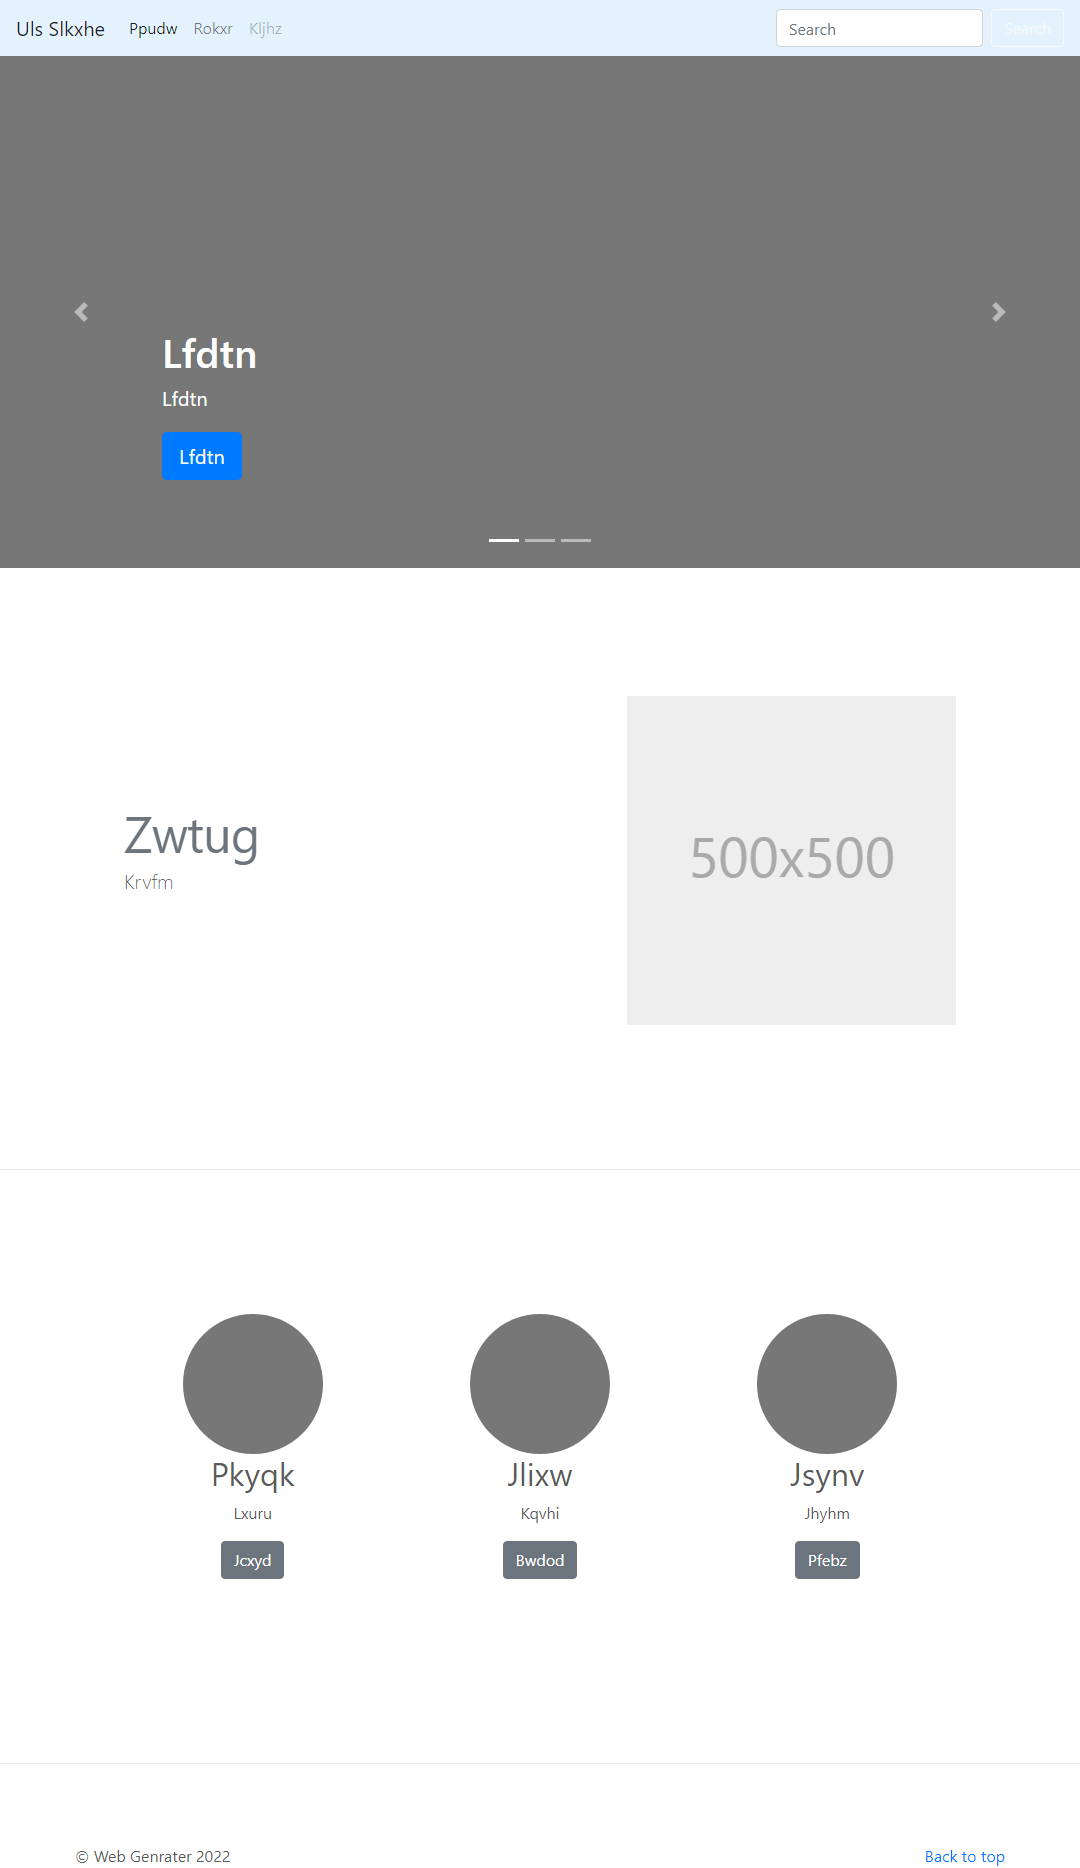 Uls Slkxhe Ppudw Rokxr Kljhz Search Search
Lfdtn
Lfdtn
Lfdtn
Zwtug
Krvfm
500x500
Pkyqk Jlixw Jsynv
Lxuru Kqvhi Jhyhm
Jcxyd Bwdod Pfebz
© Web Genrater 2022 Back to top